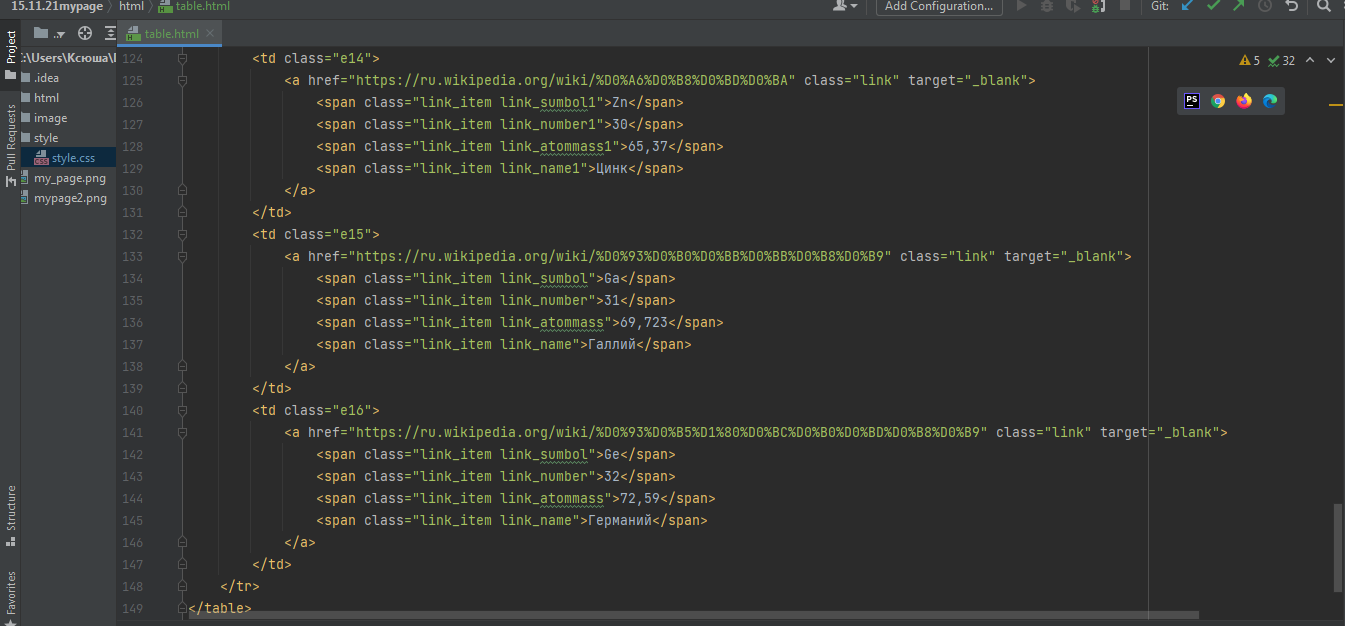 15.11.21mypage html table.html Add Configuration... Git:
Project
table.html
:\Users\Ксюша\
.idea
html
image
style
style.css
my_page.png
mypage2.png
Pull Requests
Structure
Favorites
5 32
PS
124 <td class="e14">
125 <a href="https://ru.wikipedia.org/wiki/%D0%A6%D0%B8%D0%BD%D0%BA" class="link" target="_blank">
126 <span class="link_item link_sumbol1">Zn</span>
127 <span class="link_item link_number1">30</span>
128 <span class="link_item link_atommass1">65,37</span>
129 <span class="link_item link_name1">Цинк</span>
130 </a>
131 </td>
132 <td class="e15">
133 <a href="https://ru.wikipedia.org/wiki/%D0%93%D0%B0%D0%BB%D0%BB%D0%B8%D0%B9" class="link" target="_blank">
134 <span class="link_item link_sumbol">Ga</span>
135 <span class="link_item link_number">31</span>
136 <span class="link_item link_atommass">69,723</span>
137 <span class="link_item link_name">Галлий</span>
138 </a>
139 </td>
140 <td class="e16">
141 <a href="https://ru.wikipedia.org/wiki/%D0%93%D0%B5%D1%80%D0%BC%D0%B0%D0%BD%D0%B8%D0%B9" class="link" target="_blank">
142 <span class="link_item link_sumbol">Ge</span>
143 <span class="link_item link_number">32</span>
144 <span class="link_item link_atommass">72,59</span>
145 <span class="link_item link_name">Германий</span>
146 </a>
147 </td>
148 </tr>
149 </table>